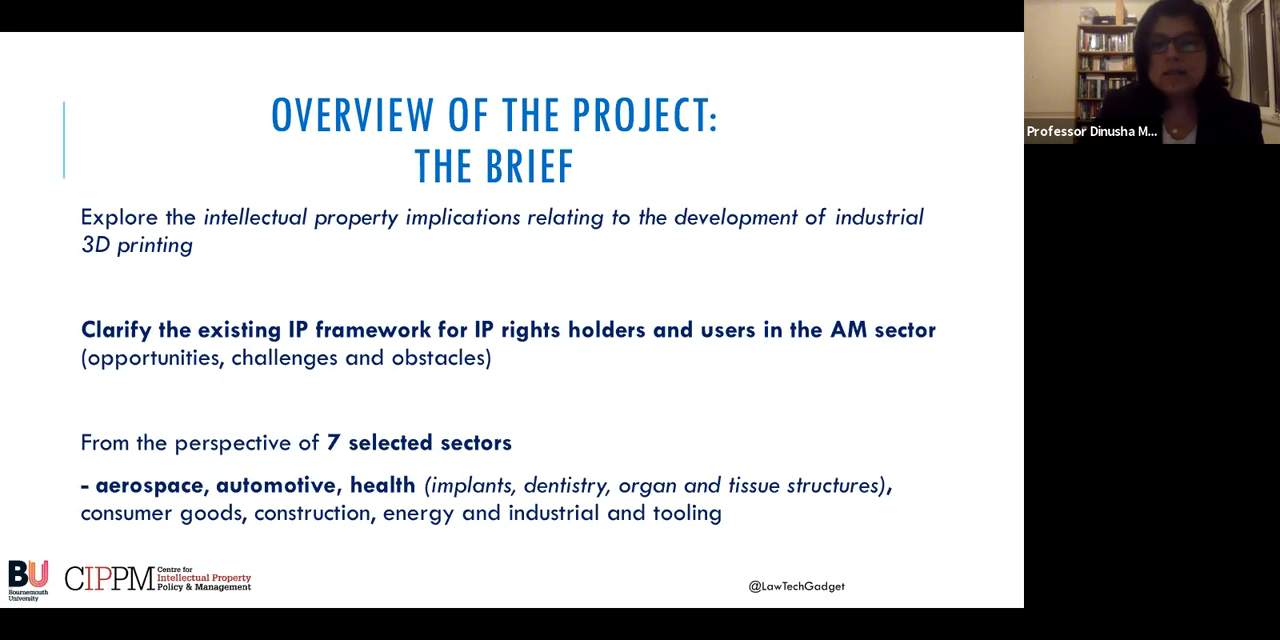 OVERVIEW OF THE PROJECT:
THE BRIEF
Explore the intellectual property implications relating to the development of industrial
3D printing
Clarify the existing IP framework for IP rights holders and users in the AM sector
(opportunities, challenges and obstacles)
From the perspective of 7 selected sectors
- aerospace, automotive, health (implants, dentistry, organ and tissue structures),
consumer goods, construction, energy and industrial and tooling
BU
Bournemouth
University
CIPPM
Centre for
Intellectual Property
Policy & Management
@LawTechGadget
Professor Dinusha M...